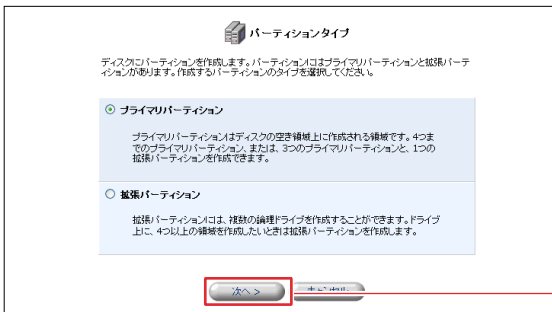 パーティションタイプ
ディスクにパーティションを作成します。パーティションにはプライマリパーティションと拡張パーテ
ィションがあります。作成するパーティションのタイプを選択してください。
プライマリパーティション
プライマリパーティションはディスクの空き領域上に作成される領域です。4つま
でのプライマリパーティション、または、3つのプライマリパーティションと、1つの
拡張パーティションを作成できます。
拡張パーティション
拡張パーティションには、複数の論理ドライブを作成することができます。ドライブ
上に、4つ以上の領域を作成したいときは拡張パーティションを作成します。
次へ >
キャンセル